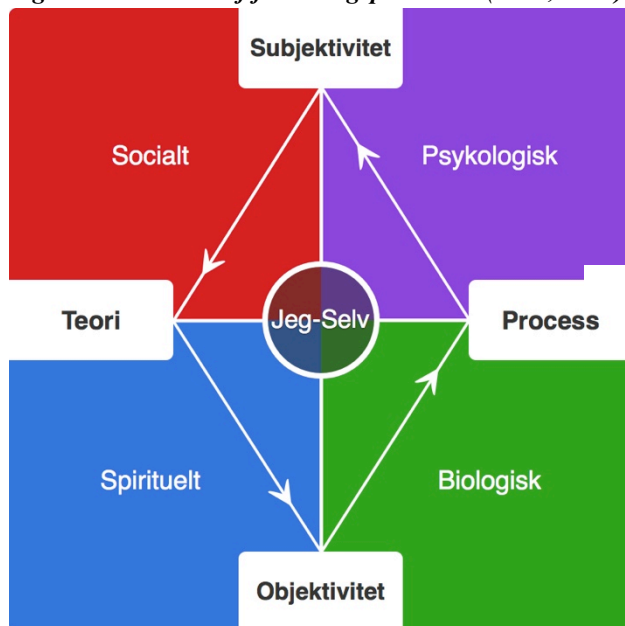 Subjektivitet
Socialt
Psykologisk
Teori
Jeg-Selv
Process
Spirituelt
Biologisk
Objektivitet